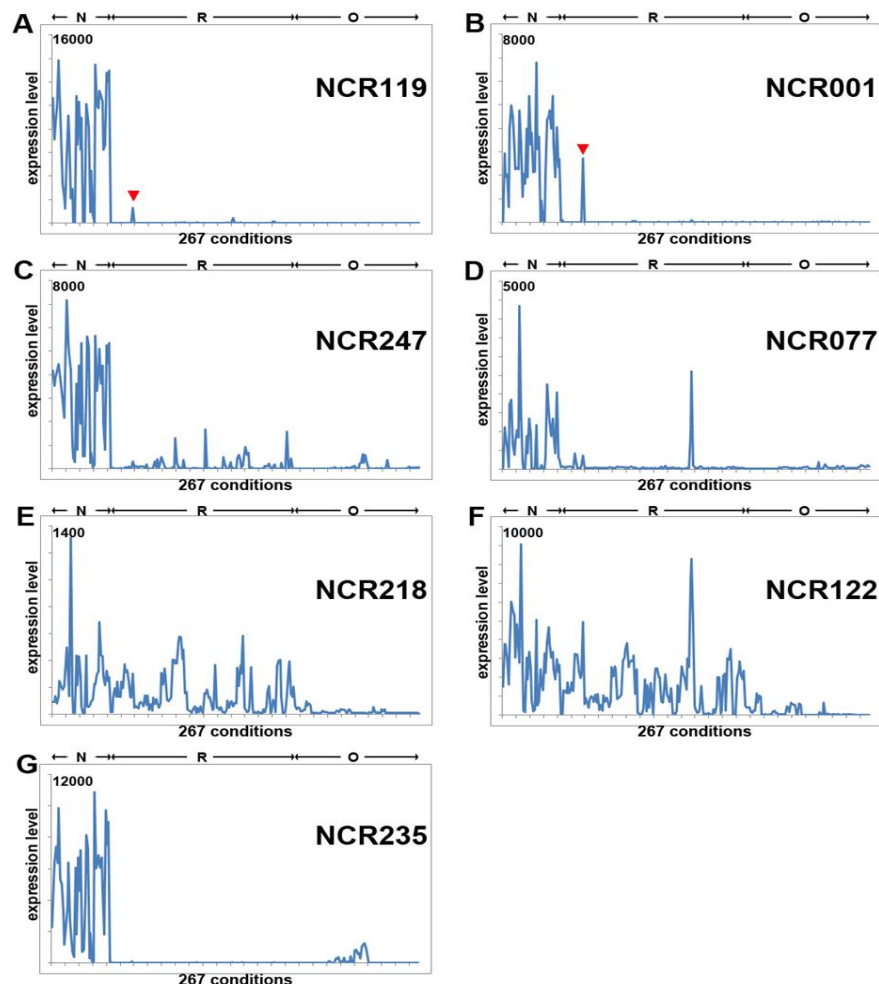 A
N R O
16000
NCR119
expression level
267 conditions
B
N R O
8000
NCR001
expression level
267 conditions
C
N R O
8000
NCR247
expression level
267 conditions
D
N R O
5000
NCR077
expression level
267 conditions
E
N R O
1400
NCR218
expression level
267 conditions
F
N R O
10000
NCR122
expression level
267 conditions
G
N R O
12000
NCR235
expression level
267 conditions